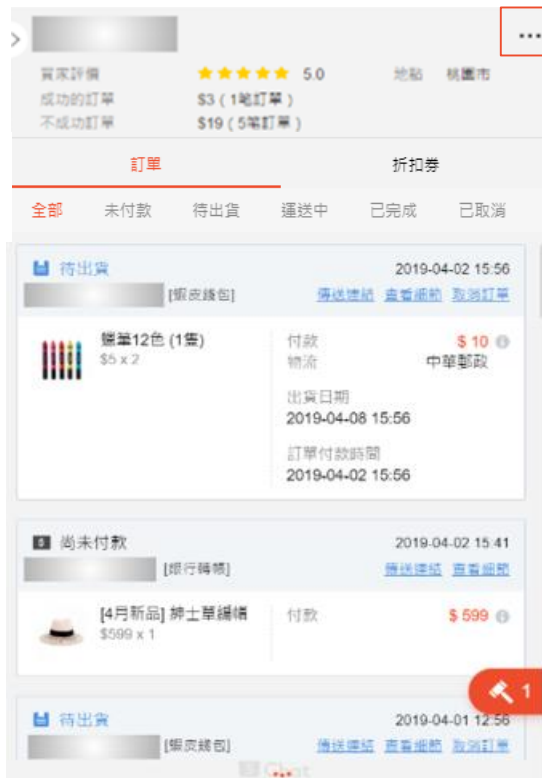 買家評價 5.0 地點 桃園市
成功的訂單 $3 ( 1笔訂單 )
不成功訂單 $19 ( 5笔訂單 )
訂單 折扣券
全部 未付款 待出貨 運送中 已完成 已取消
待出貨 2019-04-02 15:56
[蝦皮錢包] 傳送連結 查看細節 取消訂單
蠟筆12色 (1隻) 付款 $ 10
$5 x 2 物流 中華郵政
出貨日期
2019-04-08 15:56
訂單付款時間
2019-04-02 15:56
尚未付款 2019-04-02 15:41
[銀行轉帳] 傳送連結 查看細節
[4月新品] 紳士草編帽 付款 $ 599
$599 x 1
1
待出貨 2019-04-01 12:56
[蝦皮錢包] 傳送連結 查看細節 取消訂單
Chat